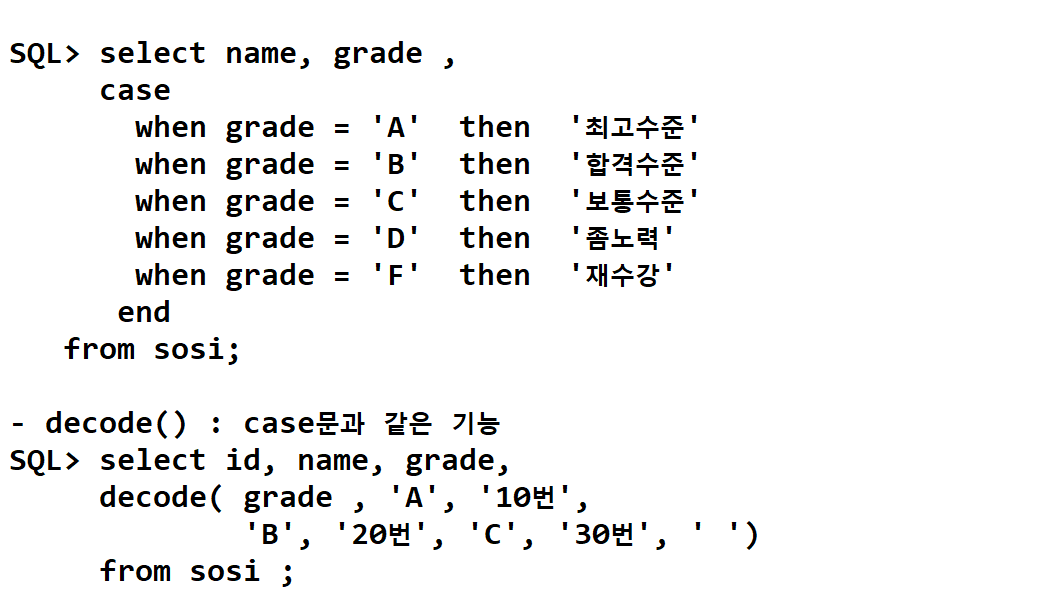 SQL> select name, grade ,
case
when grade = 'A' then '최고수준'
when grade = 'B' then '합격수준'
when grade = 'C' then '보통수준'
when grade = 'D' then '좀노력'
when grade = 'F' then '재수강'
end
from sosi;
- decode() : case문과 같은 기능
SQL> select id, name, grade,
decode( grade , 'A', '10번',
'B', '20번', 'C', '30번', ' ')
from sosi ;